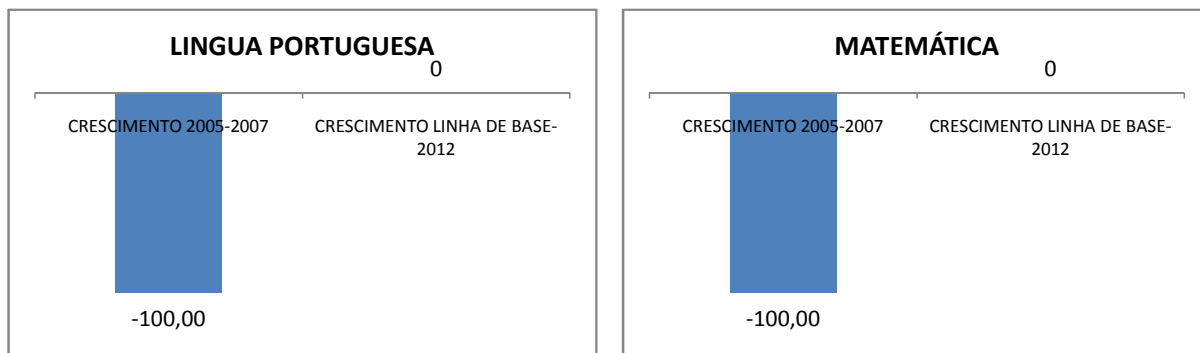 LINGUA PORTUGUESA
0
CRESCIMENTO 2005-2007
CRESCIMENTO LINHA DE BASE-
2012
-100,00
MATEMÁTICA
0
CRESCIMENTO 2005-2007
CRESCIMENTO LINHA DE BASE-
2012
-100,00